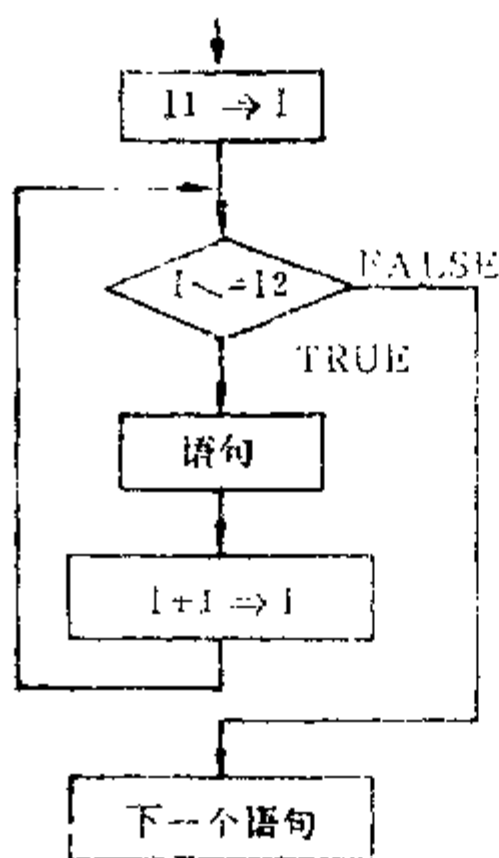 I1 → I
I <= I2
FALSE
TRUE
语句
I+1 ⇒ I
下一个语句